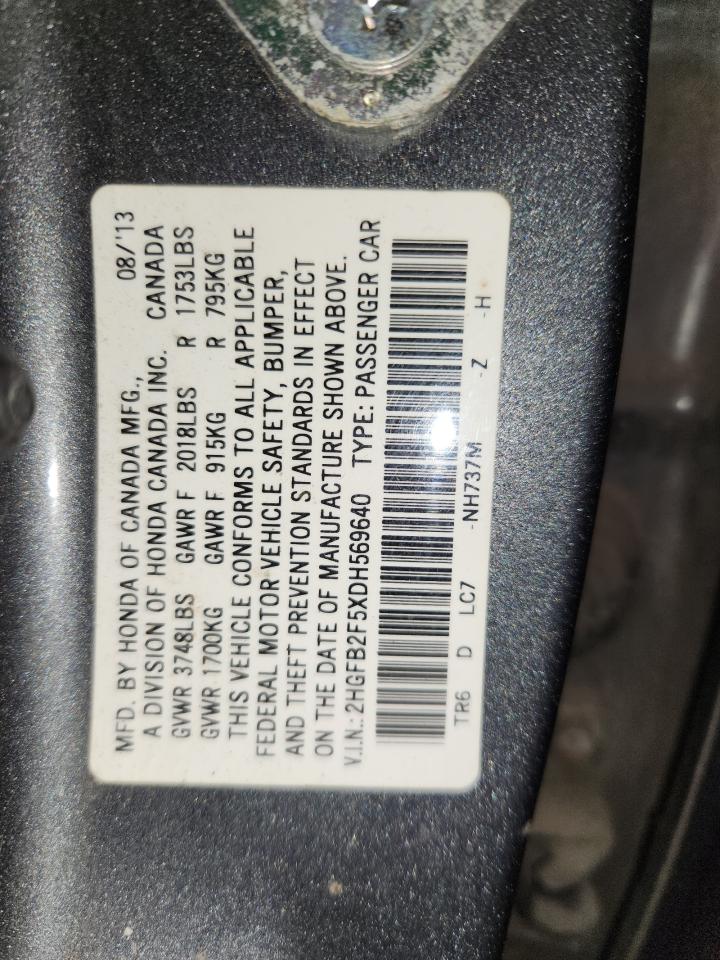 MFD. BY HONDA OF CANADA MFG., 08/'13
A DIVISION OF HONDA CANADA INC. CANADA
GVWR 3748LBS GAWR F 2018LBS R 1753LBS
GVWR 1700KG GAWR F 915KG R 795KG
THIS VEHICLE CONFORMS TO ALL APPLICABLE
FEDERAL MOTOR VEHICLE SAFETY, BUMPER,
AND THEFT PREVENTION STANDARDS IN EFFECT
ON THE DATE OF MANUFACTURE SHOWN ABOVE.
V.I.N.: 2HGFB2F5XDH569640 TYPE: PASSENGER CAR
TR6 D LC7 -NH737M -Z -H